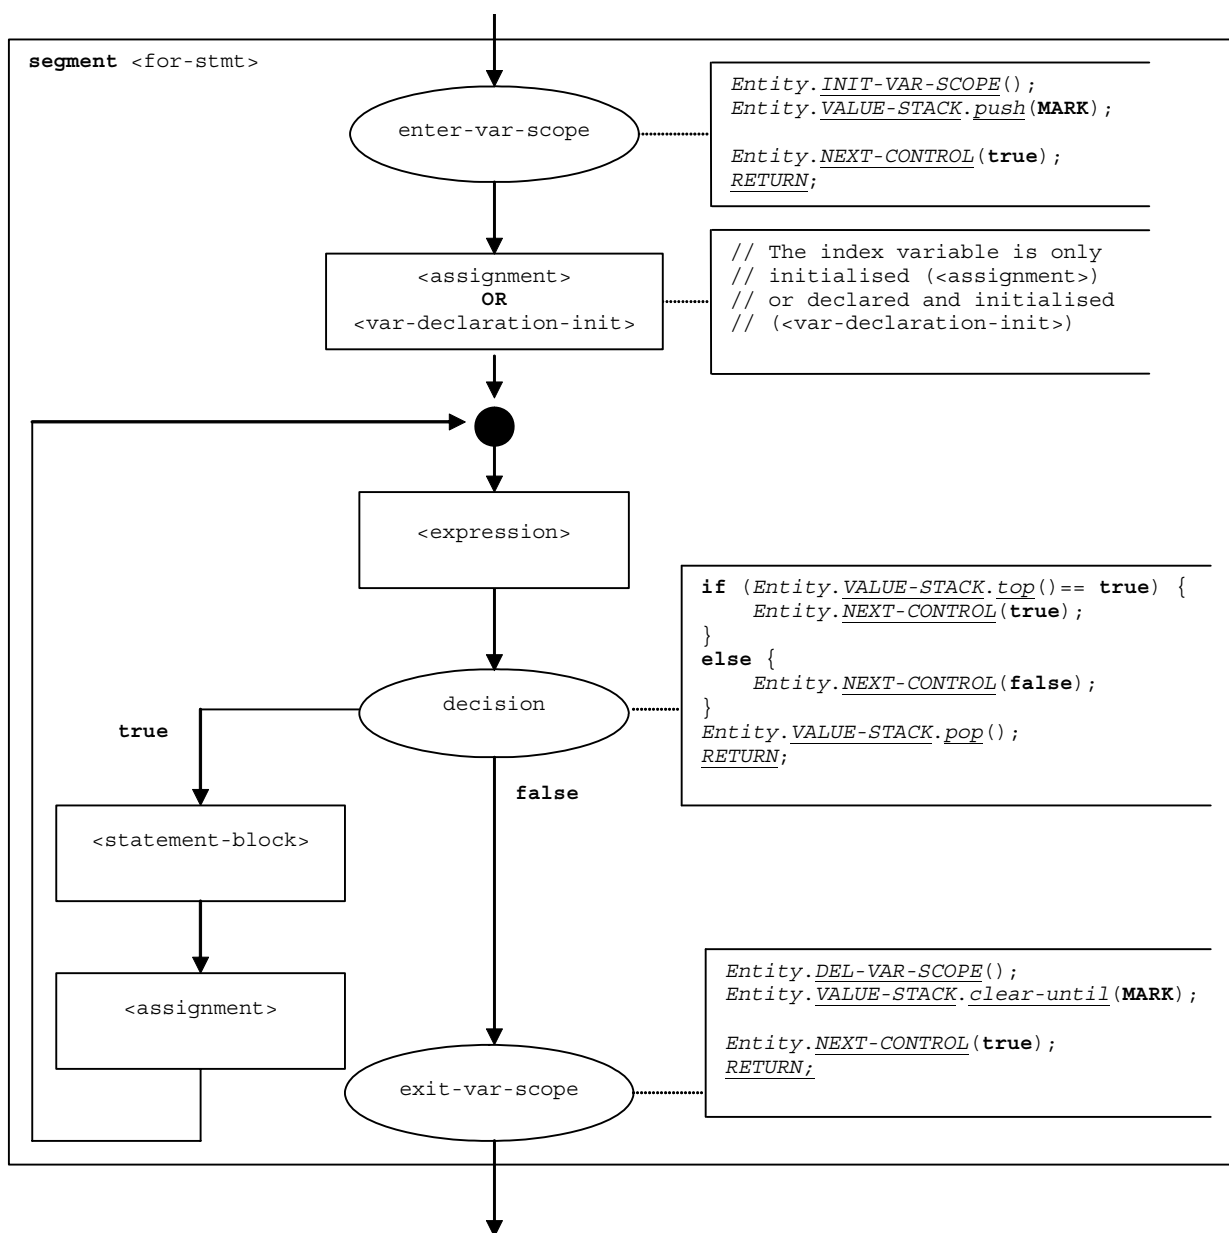 segment <for-stmt>
enter-var-scope
Entity.INIT-VAR-SCOPE();
Entity.VALUE-STACK.push(MARK);
Entity.NEXT-CONTROL(true);
RETURN;
<assignment>
OR
<var-declaration-init>
// The index variable is only
// initialised (<assignment>)
// or declared and initialised
// (<var-declaration-init>)
<expression>
decision
if (Entity.VALUE-STACK.top()== true) {
Entity.NEXT-CONTROL(true);
}
else {
Entity.NEXT-CONTROL(false);
}
Entity.VALUE-STACK.pop();
RETURN;
true
false
<statement-block>
<assignment>
exit-var-scope
Entity.DEL-VAR-SCOPE();
Entity.VALUE-STACK.clear-until(MARK);
Entity.NEXT-CONTROL(true);
RETURN;